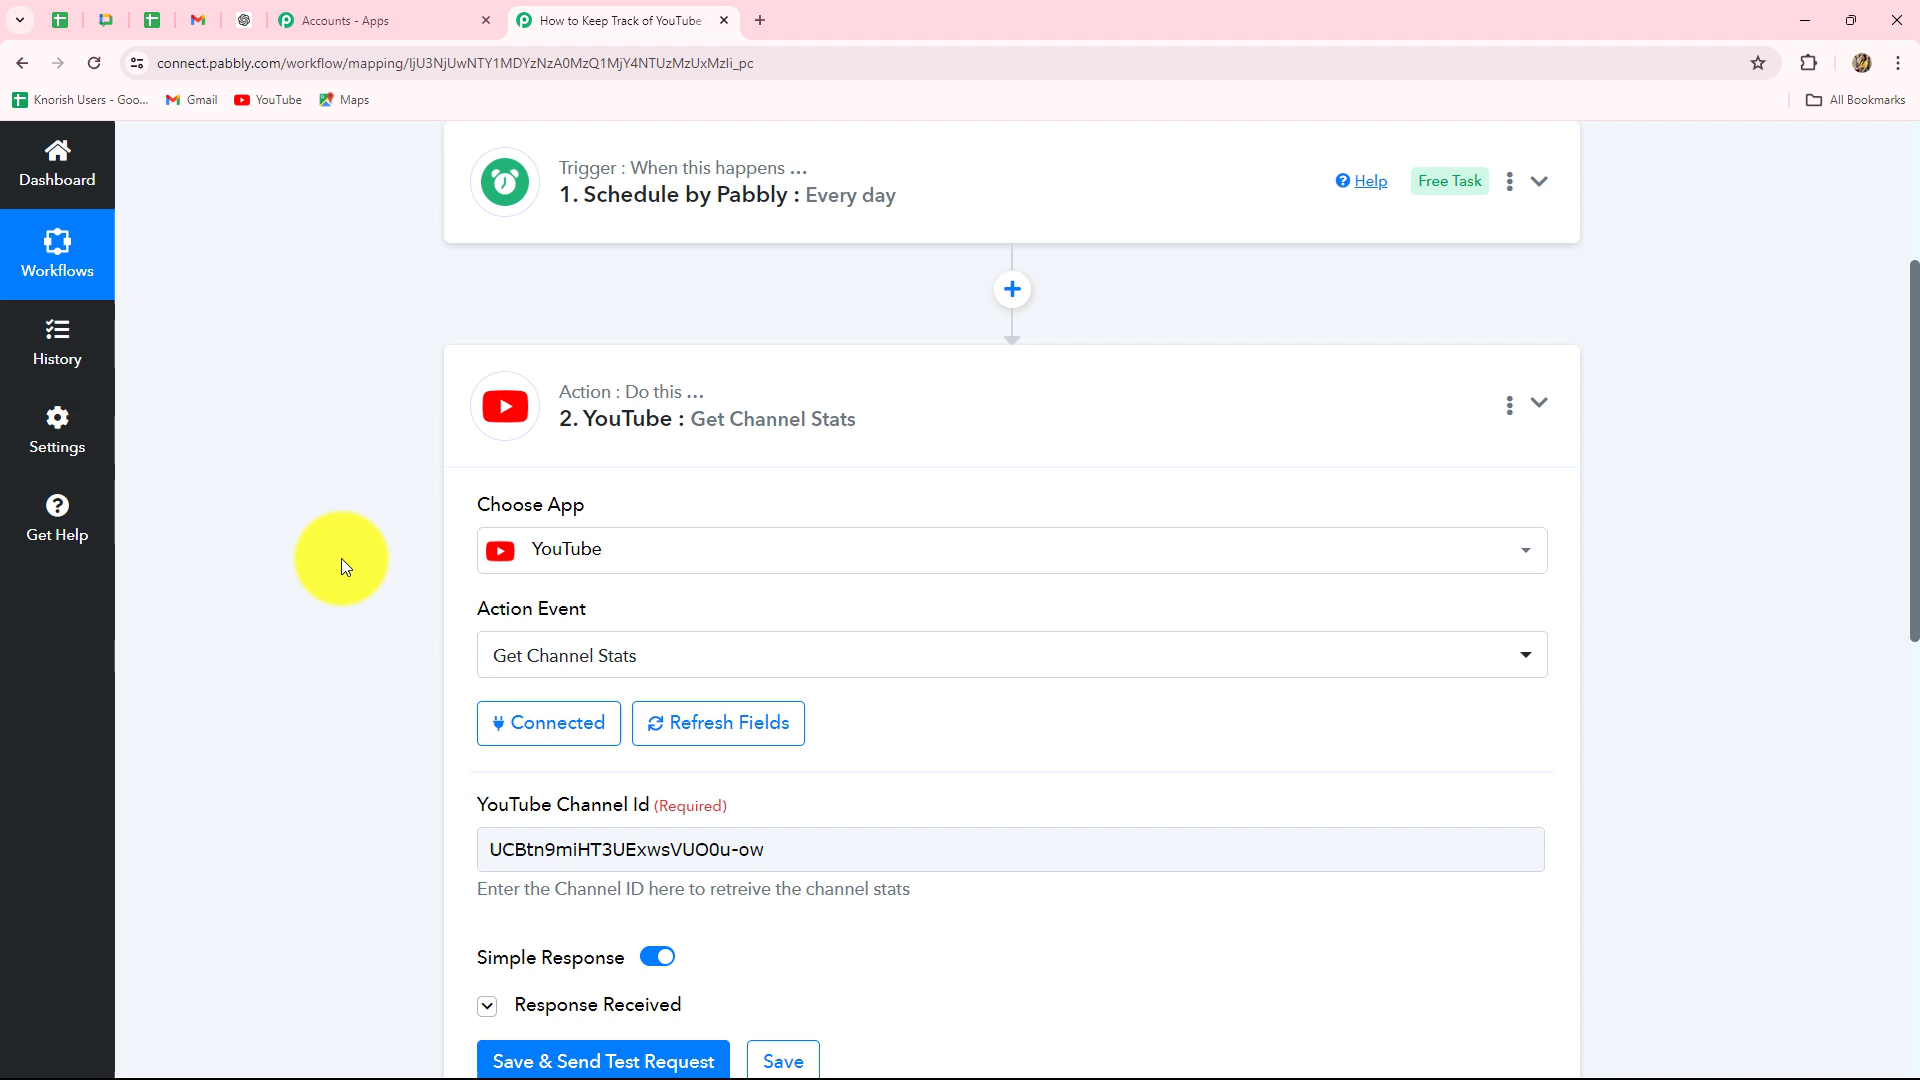 Accounts - Apps
How to Keep Track of YouTube
connect.pabbly.com/workflow/mapping/IjU3NjUwNTY1MDYzNzA0MzQ1MjY4NTUzMzUxMzIi_pc
Knorish Users - Goo...
Gmail
YouTube
Maps
All Bookmarks
Dashboard
Workflows
History
Settings
Get Help
Trigger : When this happens ...
1. Schedule by Pabbly : Every day
Help
Free Task
Action : Do this ...
2. YouTube : Get Channel Stats
Choose App
YouTube
Action Event
Get Channel Stats
Connected
Refresh Fields
YouTube Channel Id (Required)
UCBtn9miHT3UExwsVUO0u-ow
Enter the Channel ID here to retreive the channel stats
Simple Response
Response Received
Save & Send Test Request
Save